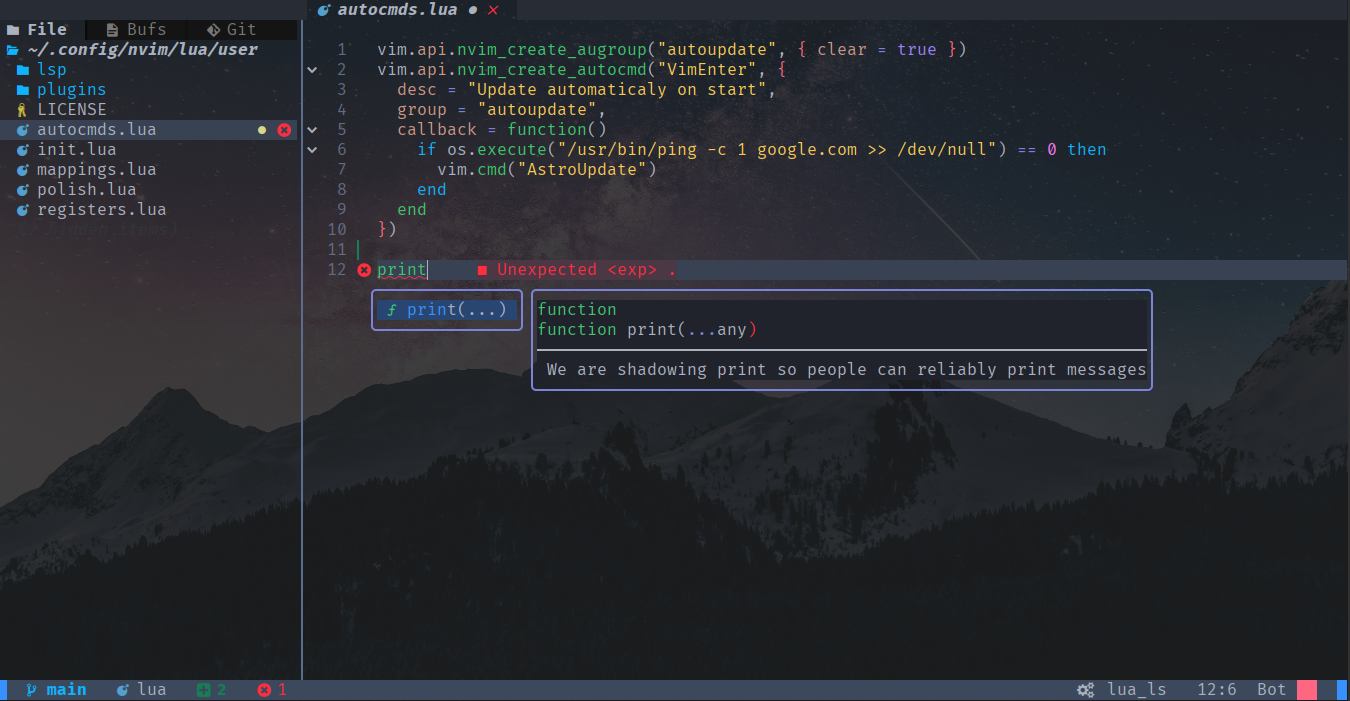 autocmds.lua
File Bufs Git
~/.config/nvim/lua/user
lsp
plugins
LICENSE
autocmds.lua
init.lua
mappings.lua
polish.lua
registers.lua
hidden items)
1 vim.api.nvim_create_augroup("autoupdate", { clear = true })
2 vim.api.nvim_create_autocmd("VimEnter", {
3 desc = "Update automaticaly on start",
4 group = "autoupdate",
5 callback = function()
6 if os.execute("/usr/bin/ping -c 1 google.com >> /dev/null") == 0 then
7 vim.cmd("AstroUpdate")
8 end
9 end
10 })
11
12 print Unexpected <exp> .
f print(...)
function
function print(...any)
We are shadowing print so people can reliably print messages
main lua 2 1 lua_ls 12:6 Bot